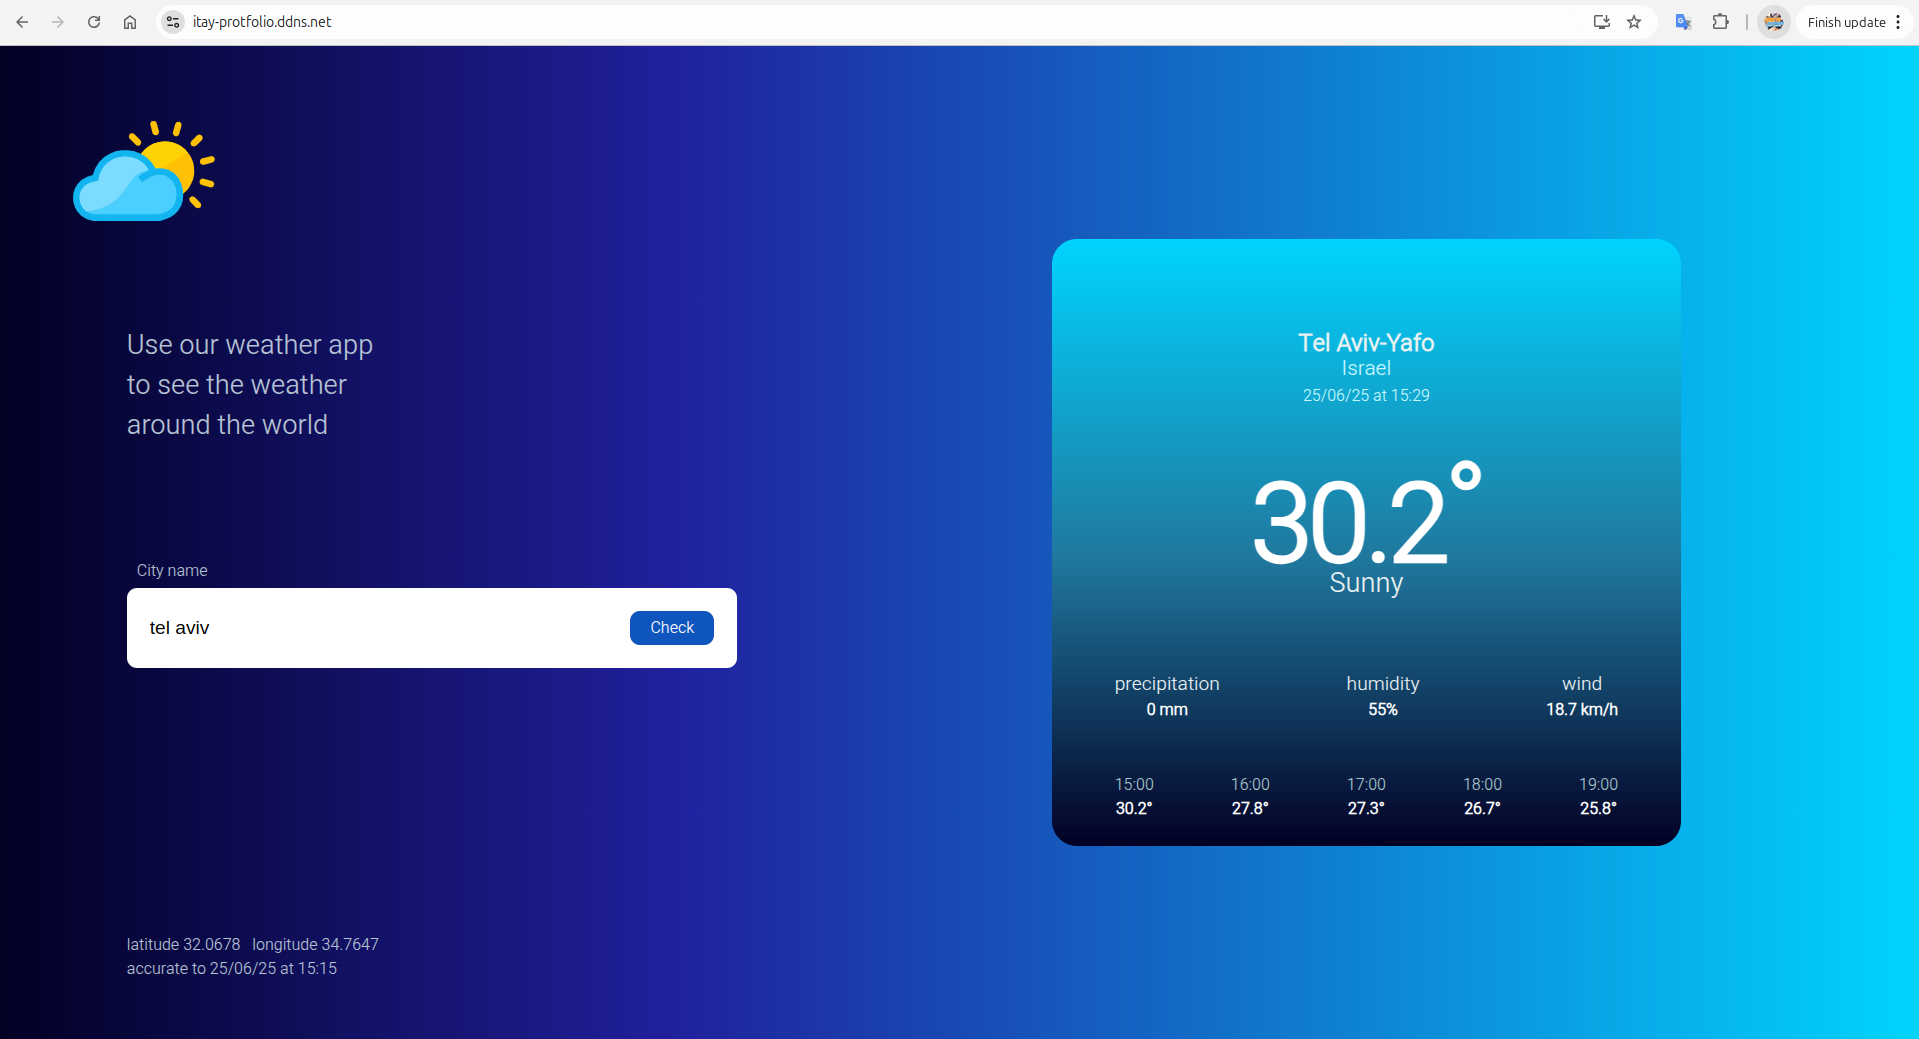 itay-protfolio.ddns.net
Finish update
Use our weather app
to see the weather
around the world
City name
tel aviv
Check
latitude 32.0678 longitude 34.7647
accurate to 25/06/25 at 15:15
Tel Aviv-Yafo
Israel
25/06/25 at 15:29
30.2°
Sunny
precipitation humidity wind
0 mm 55% 18.7 km/h
15:00 16:00 17:00 18:00 19:00
30.2° 27.8° 27.3° 26.7° 25.8°